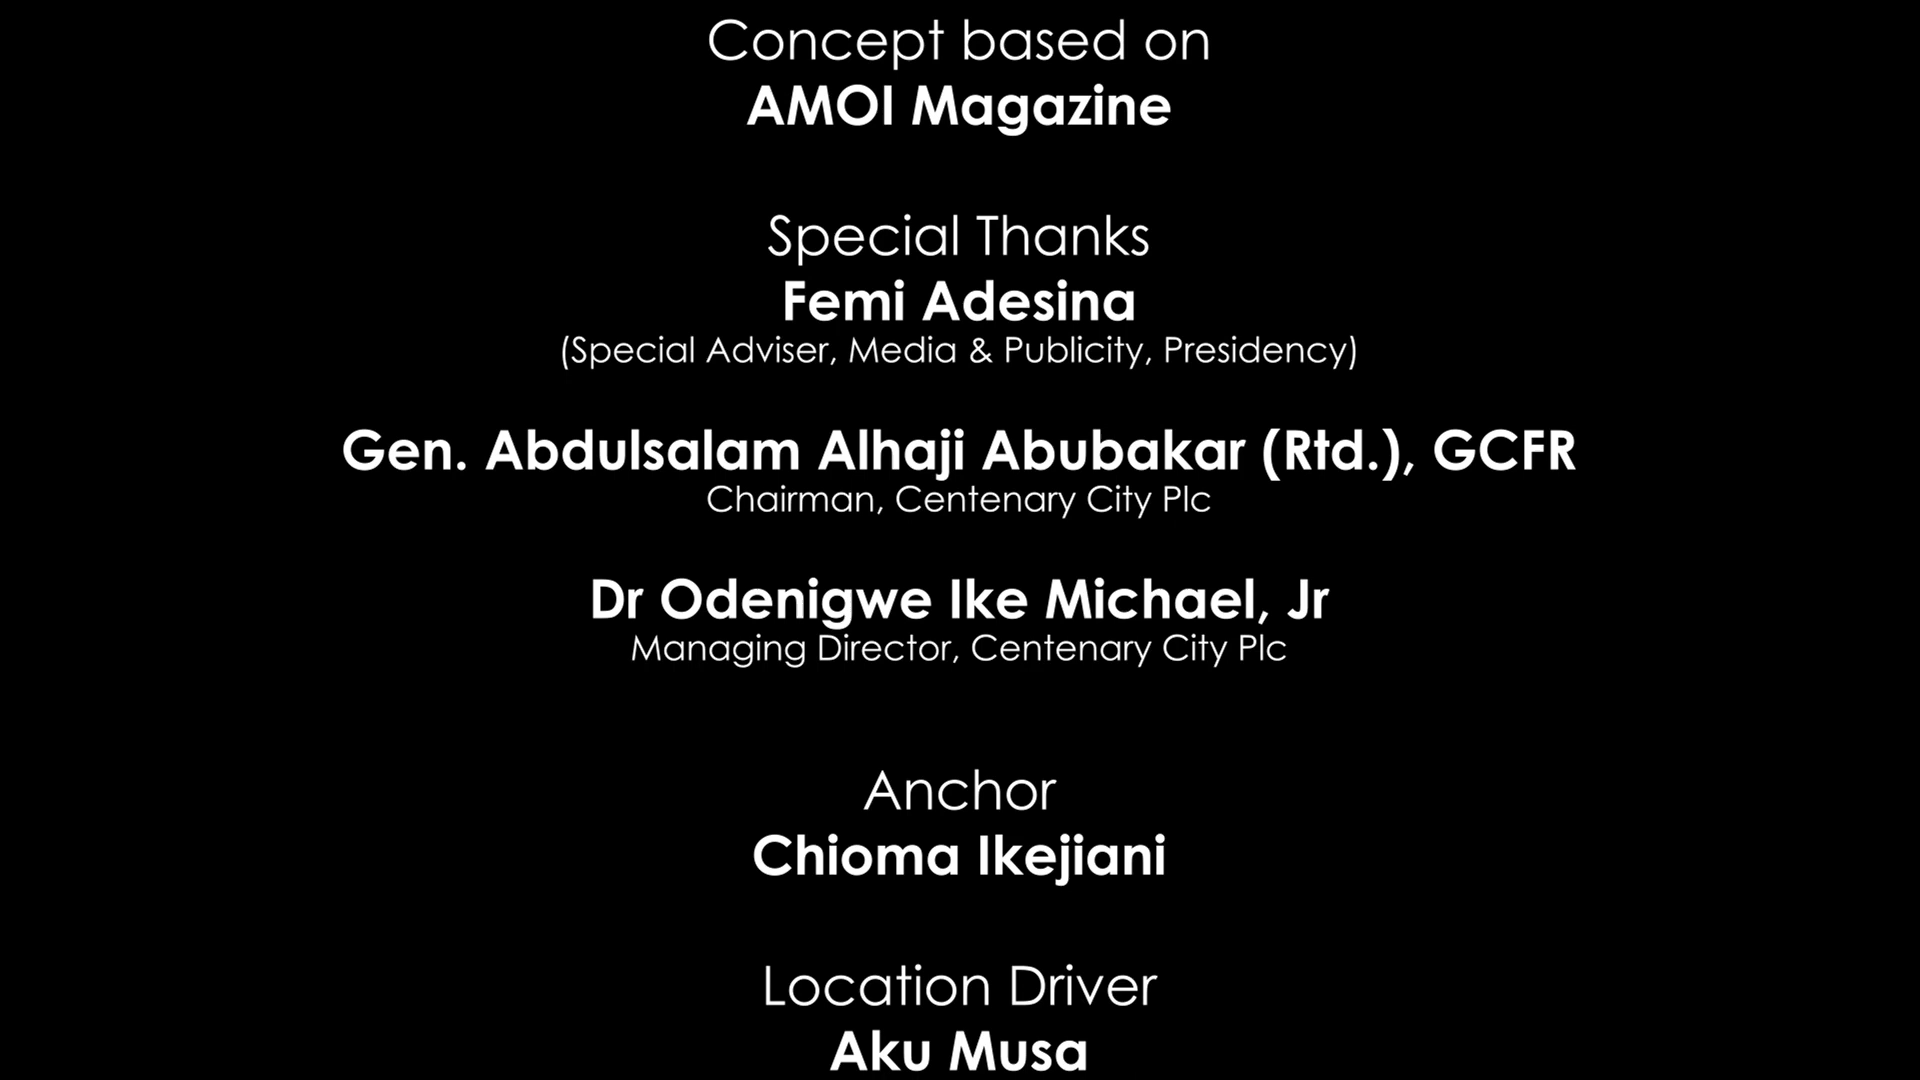 Concept based on
AMOI Magazine
Special Thanks
Femi Adesina
(Special Adviser, Media & Publicity, Presidency)
Gen. Abdulsalam Alhaji Abubakar (Rtd.), GCFR
Chairman, Centenary City Plc
Dr Odenigwe Ike Michael, Jr
Managing Director, Centenary City Plc
Anchor
Chioma Ikejiani
Location Driver
Aku Musa